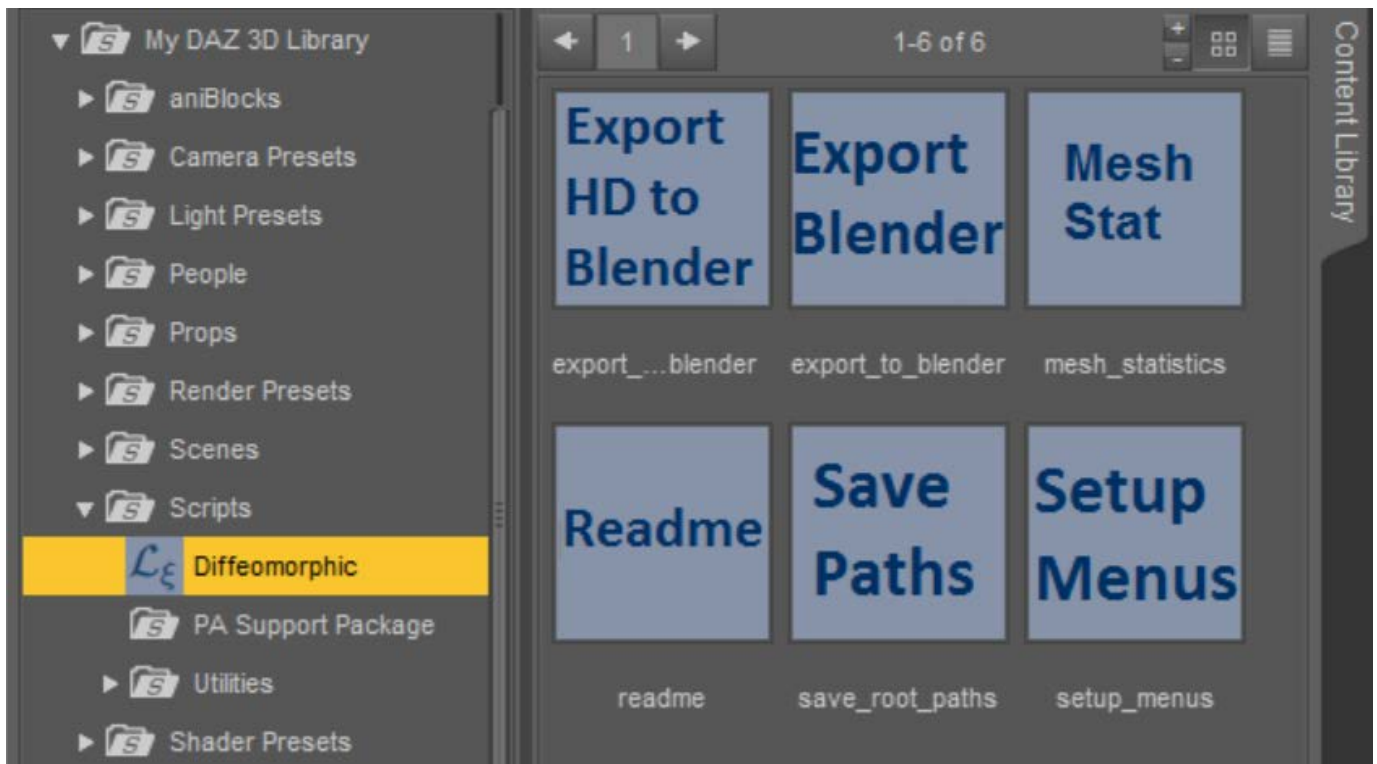 My DAZ 3D Library
aniBlocks
Camera Presets
Light Presets
People
Props
Render Presets
Scenes
Scripts
Lξ Diffeomorphic
PA Support Package
Utilities
Shader Presets
1
1-6 of 6
+
-
Export
HD to
Blender
Export
Blender
Mesh
Stat
export_...blender
export_to_blender
mesh_statistics
Readme
Save
Paths
Setup
Menus
readme
save_root_paths
setup_menus
Content Library